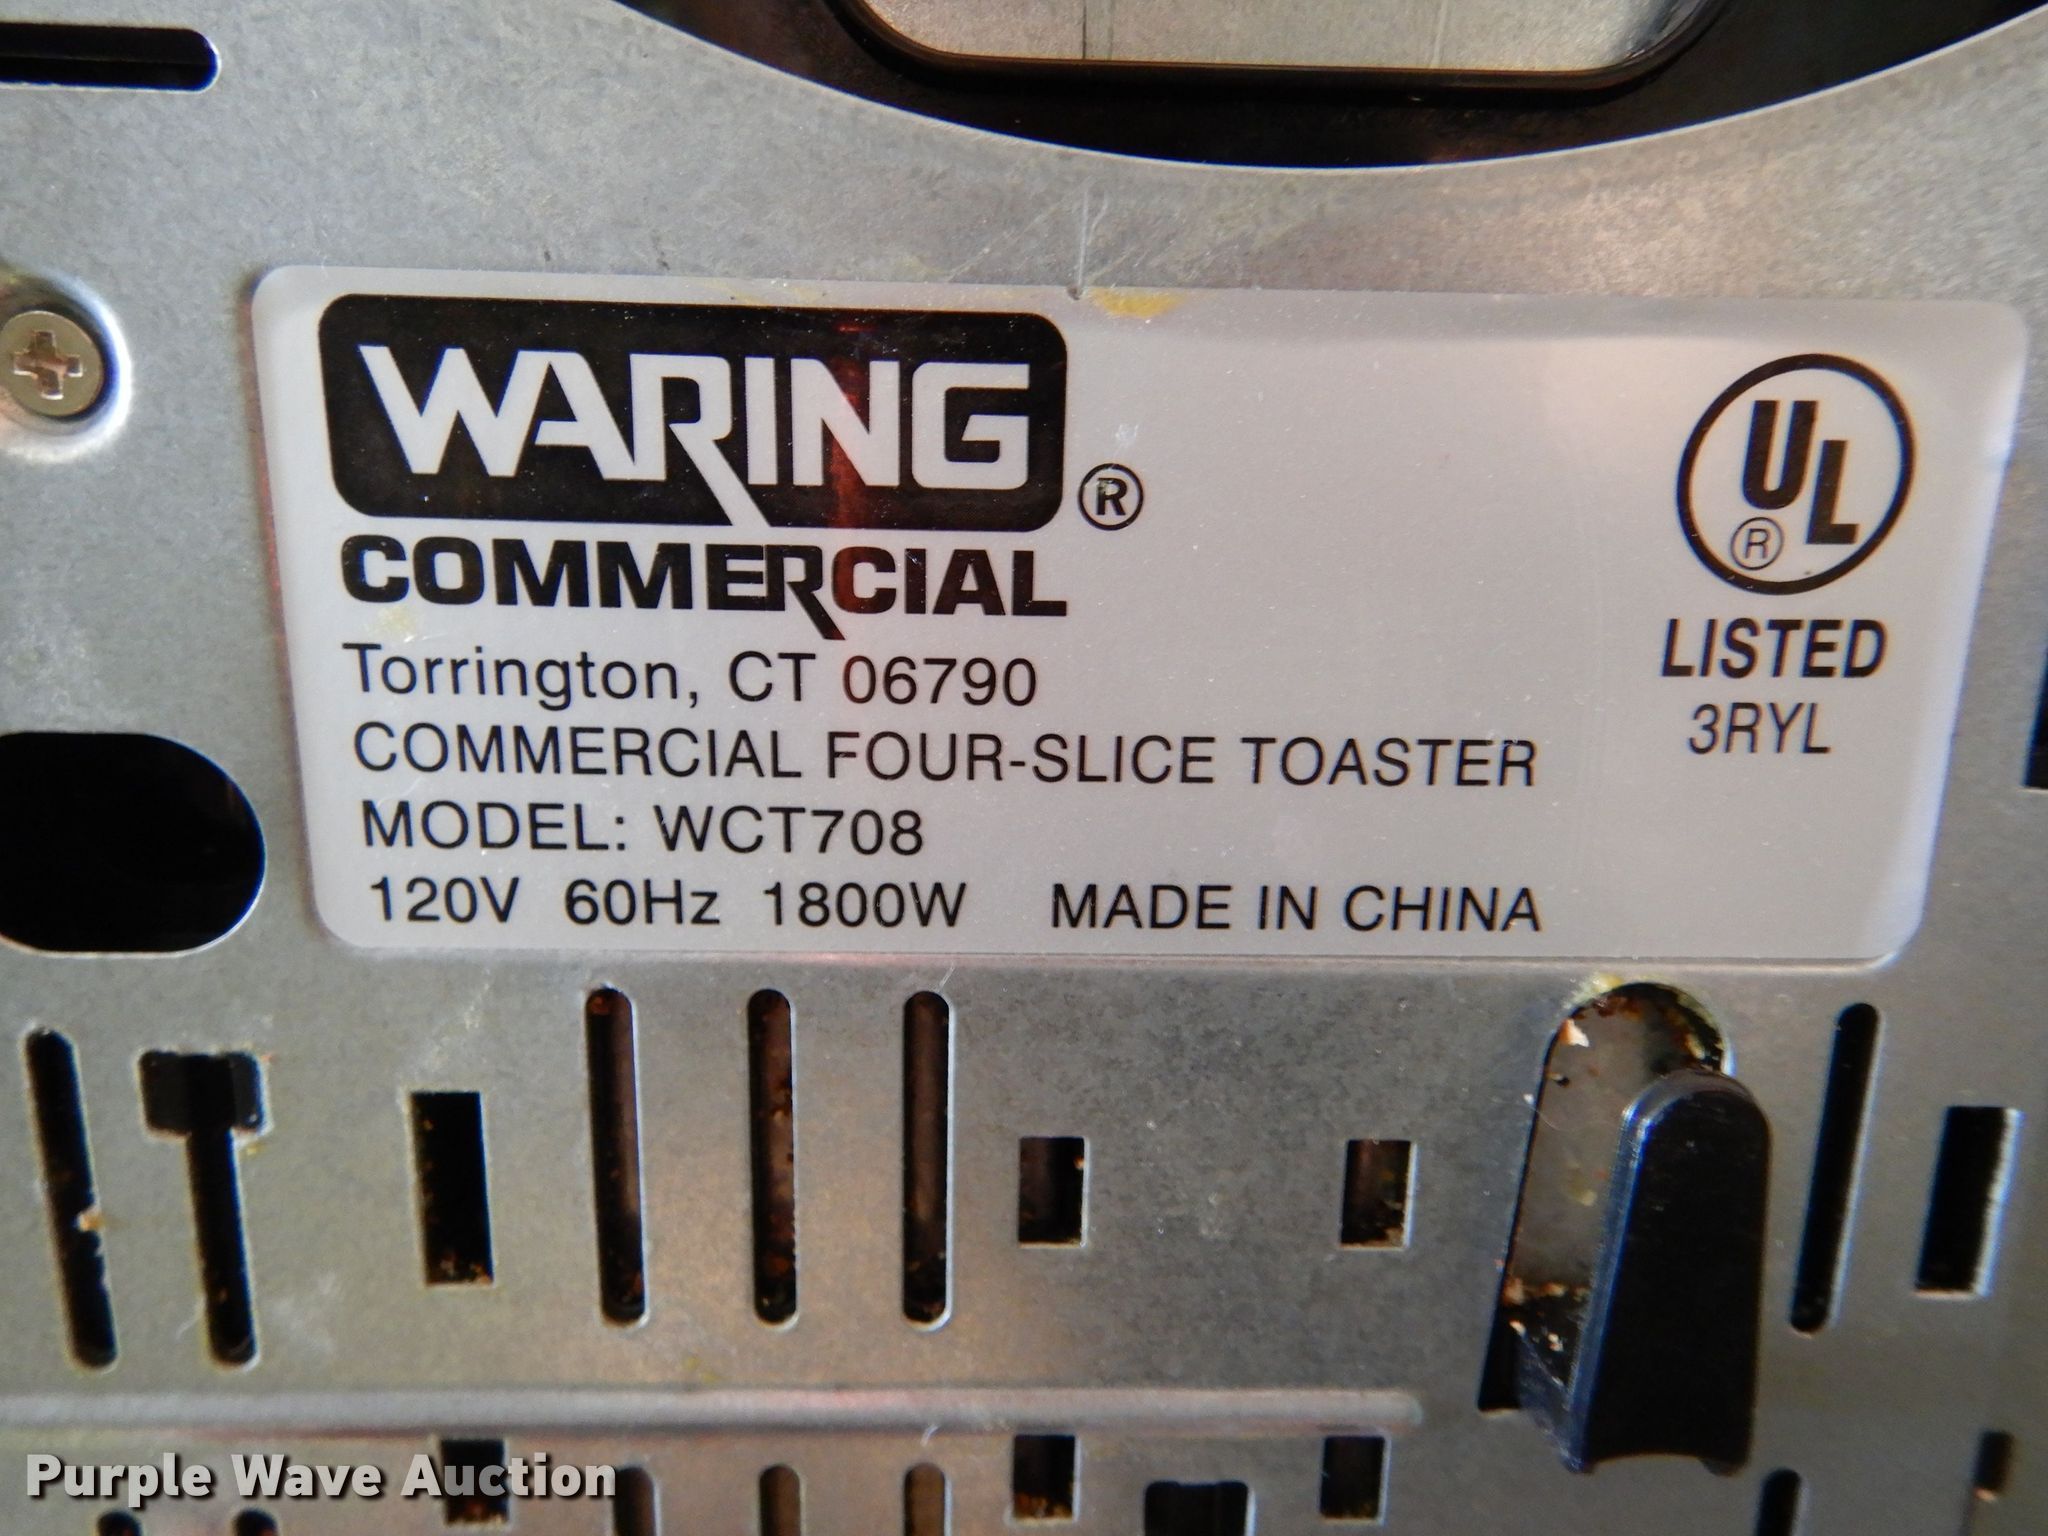 WARING ®
COMMERCIAL
Torrington, CT 06790
COMMERCIAL FOUR-SLICE TOASTER
MODEL: WCT708
120V 60Hz 1800W MADE IN CHINA
UL ®
LISTED
3RYL
Purple Wave Auction